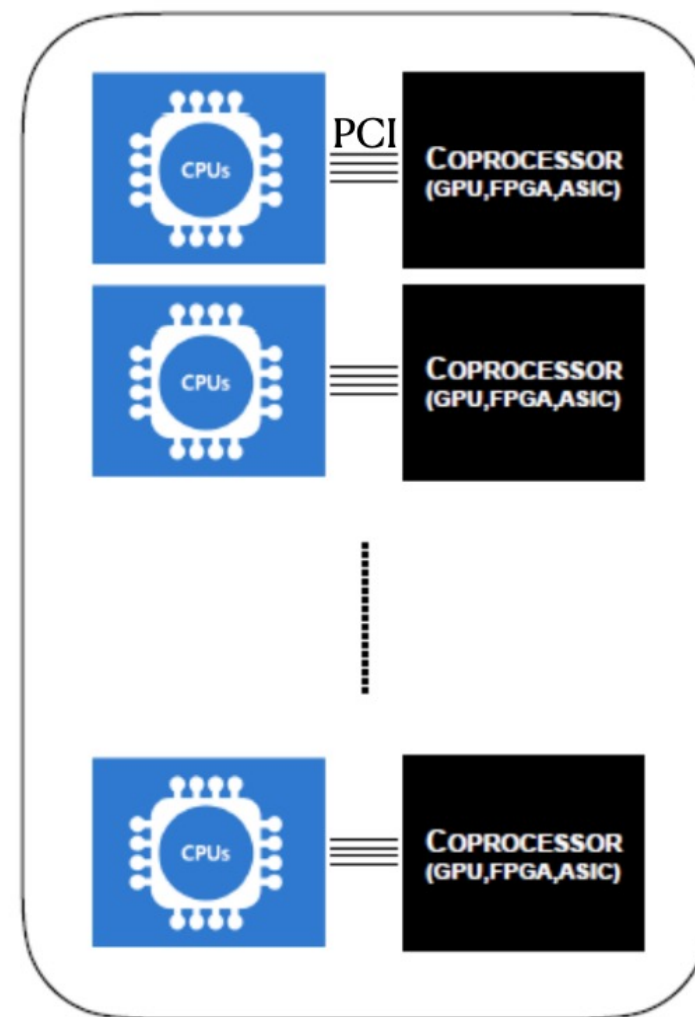 PCI
CPUs
COPROCESSOR
(GPU,FPGA,ASIC)
CPUs
COPROCESSOR
(GPU,FPGA,ASIC)
CPUs
COPROCESSOR
(GPU,FPGA,ASIC)